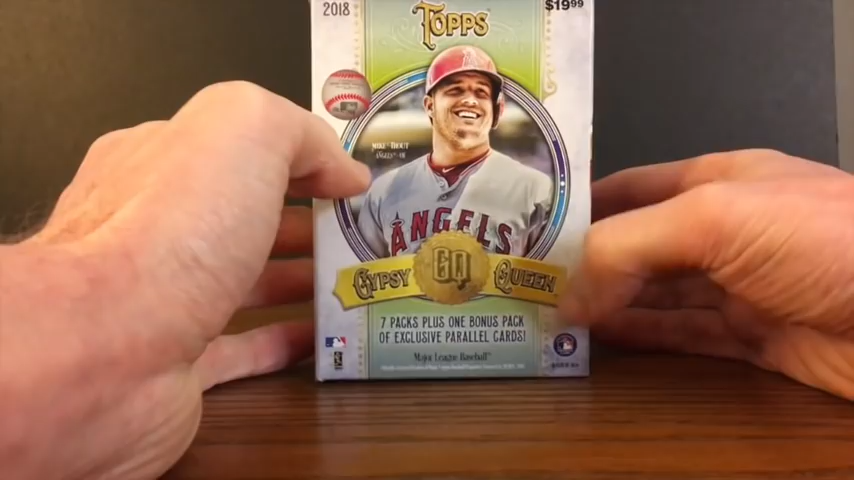 2018
TOPPS
$19.99
MIKE TROUT
ANGELS
ANGELS
GYPSY GQ QUEEN
7 PACKS PLUS ONE BONUS PACK
OF EXCLUSIVE PARALLEL CARDS!
Major League Baseball